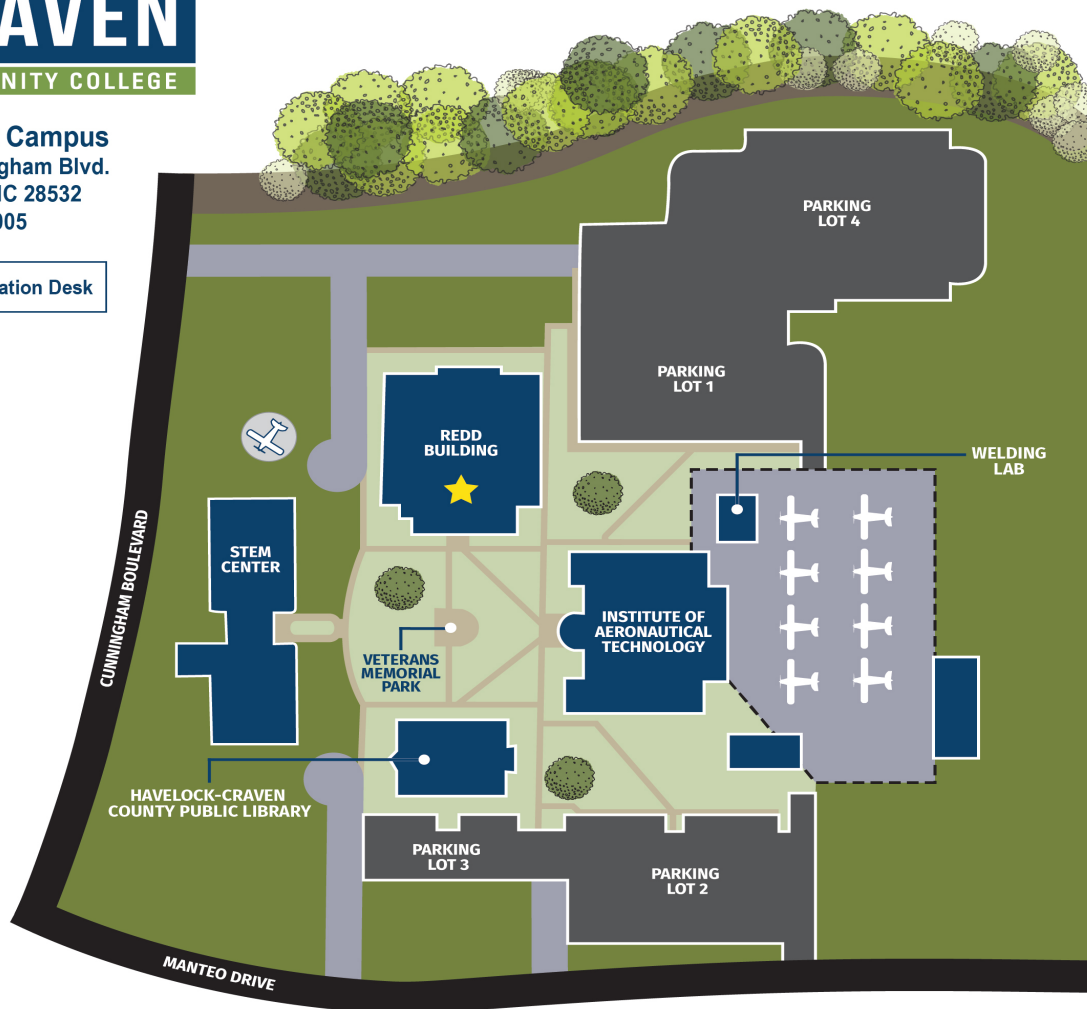 AVEN
NITY COLLEGE
Campus
gham Blvd.
IC 28532
005
ation Desk
PARKING
LOT 4
PARKING
LOT 1
REDD
BUILDING
WELDING
LAB
STEM
CENTER
CUNNINGHAM BOULEVARD
INSTITUTE OF
AERONAUTICAL
TECHNOLOGY
VETERANS
MEMORIAL
PARK
HAVELOCK-CRAVEN
COUNTY PUBLIC LIBRARY
PARKING
LOT 3
PARKING
LOT 2
MANTEO DRIVE